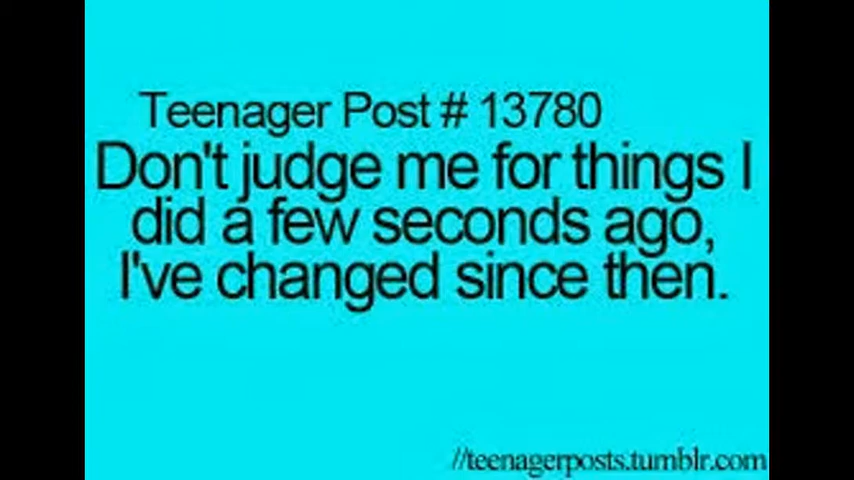 Teenager Post # 13780
Don't judge me for things I
did a few seconds ago,
I've changed since then.
//teenagerposts.tumblr.com